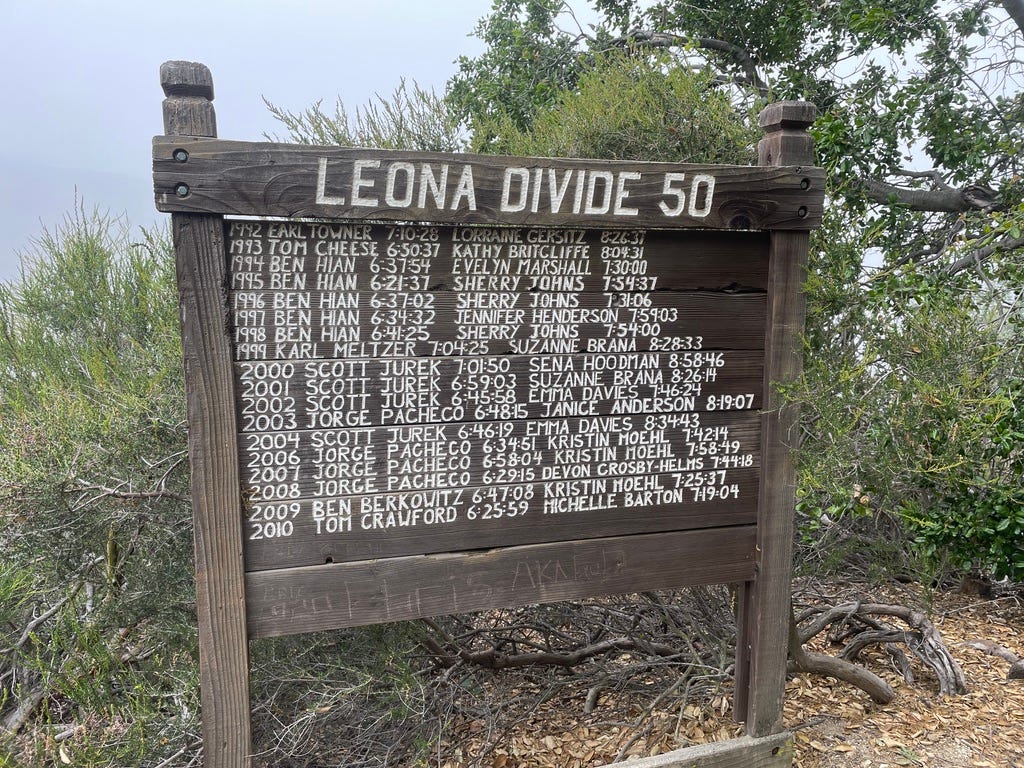 LEONA DIVIDE 50
1992 EARL TOWNER 7:10:28 LORRAINE GERSITZ 8:26:37
1993 TOM CHEESE 6:50:37 KATHY BRITCLIFFE 8:04:31
1994 BEN HIAN 6:37:54 EVELYN MARSHALL 7:30:00
1995 BEN HIAN 6:21:37 SHERRY JOHNS 7:54:37
1996 BEN HIAN 6:37:02 SHERRY JOHNS 7:31:06
1997 BEN HIAN 6:34:32 JENNIFER HENDERSON 7:59:03
1998 BEN HIAN 6:41:25 SHERRY JOHNS 7:54:00
1999 KARL MELTZER 7:04:25 SUZANNE BRANA 8:28:33
2000 SCOTT JUREK 7:01:50 SENA HOODMAN 8:58:46
2001 SCOTT JUREK 6:59:03 SUZANNE BRANA 8:26:14
2002 SCOTT JUREK 6:45:58 EMMA DAVIES 7:46:24
2003 JORGE PACHECO 6:48:15 JANICE ANDERSON 8:19:07
2004 SCOTT JUREK 6:46:19 EMMA DAVIES 8:34:43
2006 JORGE PACHECO 6:34:51 KRISTIN MOEHL 7:42:14
2007 JORGE PACHECO 6:58:04 KRISTIN MOEHL 7:58:49
2008 JORGE PACHECO 6:29:15 DEVON CROSBY-HELMS 7:44:18
2009 BEN BERKOWITZ 6:47:08 KRISTIN MOEHL 7:25:37
2010 TOM CRAWFORD 6:25:59 MICHELLE BARTON 7:19:04
AKA